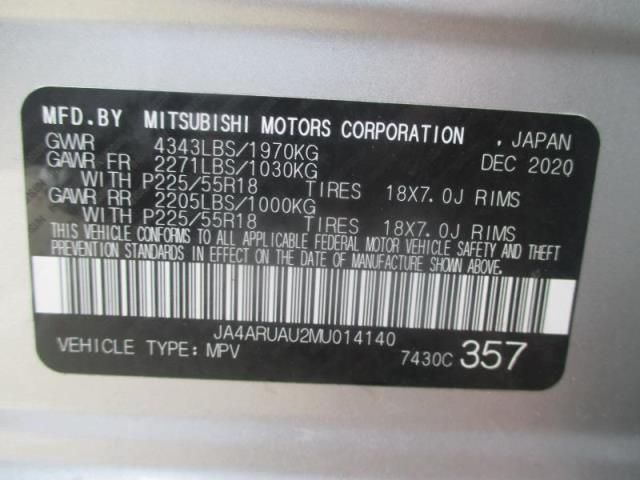 MFD.BY MITSUBISHI MOTORS CORPORATION , JAPAN
GVWR 4343LBS/1970KG DEC 2020
GAWR FR 2271LBS/1030KG
WITH P225/55R18 TIRES 18X7.0J RIMS
GAWR RR 2205LBS/1000KG
WITH P225/55R18 TIRES 18X7.0J RIMS
THIS VEHICLE CONFORMS TO ALL APPLICABLE FEDERAL MOTOR VEHICLE SAFETY AND THEFT
PREVENTION STANDARDS IN EFFECT ON THE DATE OF MANUFACTURE SHOWN ABOVE.
JA4ARUAU2MU014140
VEHICLE TYPE: MPV 7430C 357